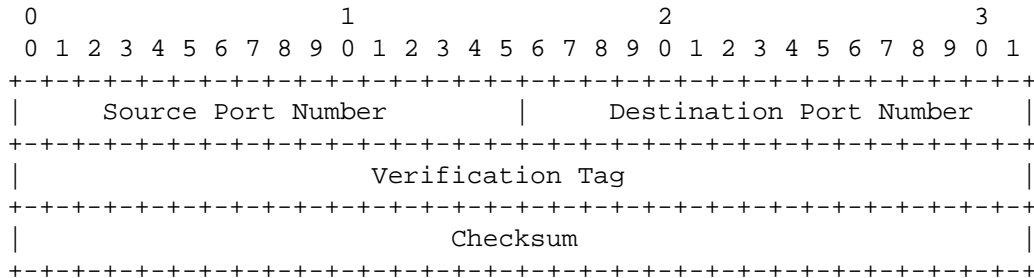 0                   1                   2                   3
 0 1 2 3 4 5 6 7 8 9 0 1 2 3 4 5 6 7 8 9 0 1 2 3 4 5 6 7 8 9 0 1
+-+-+-+-+-+-+-+-+-+-+-+-+-+-+-+-+-+-+-+-+-+-+-+-+-+-+-+-+-+-+-+-+
|     Source Port Number        |     Destination Port Number   |
+-+-+-+-+-+-+-+-+-+-+-+-+-+-+-+-+-+-+-+-+-+-+-+-+-+-+-+-+-+-+-+-+
|                      Verification Tag                         |
+-+-+-+-+-+-+-+-+-+-+-+-+-+-+-+-+-+-+-+-+-+-+-+-+-+-+-+-+-+-+-+-+
|                           Checksum                            |
+-+-+-+-+-+-+-+-+-+-+-+-+-+-+-+-+-+-+-+-+-+-+-+-+-+-+-+-+-+-+-+-+